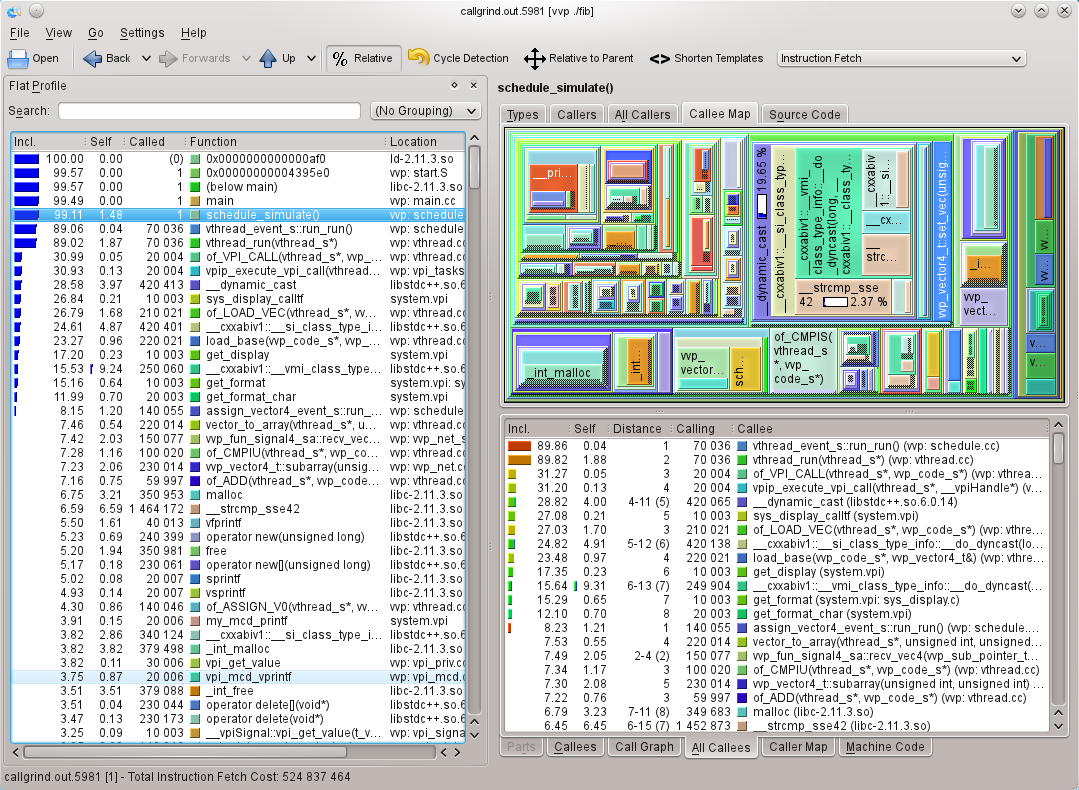 callgrind.out.5981 [vvp ./fib]
File View Go Settings Help
Open Back Forwards Up % Relative Cycle Detection Relative to Parent <> Shorten Templates Instruction Fetch
Flat Profile
Search: (No Grouping)
Incl. Self Called Function Location
100.00 0.00 (0) 0x0000000000000af0 ld-2.11.3.so
99.57 0.00 1 0x00000000004395e0 vvp: start.S
99.57 0.00 1 (below main) libc-2.11.3.so
99.49 0.00 1 main vvp: main.cc
99.11 1.48 1 schedule_simulate() vvp: schedule
89.06 0.04 70 036 vthread_event_s::run_run() vvp: schedule
89.02 1.87 70 036 vthread_run(vthread_s*) vvp: vthread.cc
30.99 0.05 20 004 of_VPI_CALL(vthread_s*, vvp_... vvp: vthread.cc
30.93 0.13 20 004 vpip_execute_vpi_call(vthread... vvp: vpi_tasks
28.58 3.97 420 413 __dynamic_cast libstdc++.so.6
26.84 0.21 10 003 sys_display_calltf system.vpi
26.79 1.68 210 021 of_LOAD_VEC(vthread_s*, vv... vvp: vthread.cc
24.61 4.87 420 401 __cxxabiv1::__si_class_type_i... libstdc++.so.6
23.27 0.96 220 021 load_base(vvp_code_s*, vvp_... vvp: vthread.cc
17.20 0.23 10 003 get_display system.vpi
15.53 9.24 250 060 __cxxabiv1::__vmi_class_type... libstdc++.so.6
15.16 0.64 10 003 get_format system.vpi: sy
11.99 0.70 20 003 get_format_char system.vpi
8.15 1.20 140 055 assign_vector4_event_s::run_... vvp: schedule
7.46 0.54 220 014 vector_to_array(vthread_s*, u... vvp: vthread.cc
7.42 2.03 150 077 vvp_fun_signal4_sa::recv_vec... vvp: vvp_net_s
7.28 1.16 100 020 of_CMPIU(vthread_s*, vvp_co... vvp: vthread.cc
7.23 2.06 230 014 vvp_vector4_t::subarray(unsig... vvp: vvp_net.cc
7.16 0.75 59 997 of_ADD(vthread_s*, vvp_code... vvp: vthread.cc
6.75 3.21 350 953 malloc libc-2.11.3.so
6.59 6.59 1 464 172 __strcmp_sse42 libc-2.11.3.so
5.50 1.61 40 013 vfprintf libc-2.11.3.so
5.23 0.69 240 399 operator new(unsigned long) libstdc++.so.6
5.20 1.94 350 981 free libc-2.11.3.so
5.17 0.18 230 061 operator new[](unsigned long) libstdc++.so.6
5.02 0.08 20 007 sprintf libc-2.11.3.so
4.93 0.14 20 007 vsprintf libc-2.11.3.so
4.30 0.86 140 046 of_ASSIGN_V0(vthread_s*, vv... vvp: vthread.cc
3.91 0.15 20 006 my_mcd_printf system.vpi
3.82 2.86 340 124 __cxxabiv1::__si_class_type_i... libstdc++.so.6
3.82 3.82 379 498 _int_malloc libc-2.11.3.so
3.82 0.11 30 006 vpi_get_value vvp: vpi_priv.cc
3.75 0.87 20 006 vpi_mcd_vprintf vvp: vpi_mcd.
3.51 3.51 379 088 _int_free libc-2.11.3.so
3.51 0.04 230 044 operator delete[](void*) libstdc++.so.6
3.47 0.13 230 173 operator delete(void*) libstdc++.so.6
3.25 0.09 10 003 __vpiSignal::vpi_get_value(t_v... vvp: vpi_signa
schedule_simulate()
Types Callers All Callers Callee Map Source Code
__pri...
dynamic_cast 19.65 %
__cxxabiv1::__si_class_typ...
__cxxabiv1::__vmi_
class_type_info::__do
_dyncast(long,
__cxxabiv1::__class_ty...
__cxxabiv
1::__si...
__cx...
strc...
__strcmp_sse
42 2.37 %
vvp_vector4_t::set_vec(unsig...
_i...
vvp_
vect...
w...
w...
v...
v...
_int_malloc
_int...
vvp_
vector...
sch...
of_CMPIS(
vthread_s
*, vvp_
code_s*)
Incl. Self Distance Calling Callee
89.86 0.04 1 70 036 vthread_event_s::run_run() (vvp: schedule.cc)
89.82 1.88 2 70 036 vthread_run(vthread_s*) (vvp: vthread.cc)
31.27 0.05 3 20 004 of_VPI_CALL(vthread_s*, vvp_code_s*) (vvp: vthrea...
31.20 0.13 4 20 004 vpip_execute_vpi_call(vthread_s*, __vpiHandle*) (v...
28.82 4.00 4-11 (5) 420 065 __dynamic_cast (libstdc++.so.6.0.14)
27.08 0.21 5 10 003 sys_display_calltf (system.vpi)
27.03 1.70 3 210 021 of_LOAD_VEC(vthread_s*, vvp_code_s*) (vvp: vthre...
24.82 4.91 5-12 (6) 420 138 __cxxabiv1::__si_class_type_info::__do_dyncast(lo...
23.48 0.97 4 220 021 load_base(vvp_code_s*, vvp_vector4_t&) (vvp: vthr...
17.35 0.23 6 10 003 get_display (system.vpi)
15.64 9.31 6-13 (7) 249 904 __cxxabiv1::__vmi_class_type_info::__do_dyncast(...
15.29 0.65 7 10 003 get_format (system.vpi: sys_display.c)
12.10 0.70 8 20 003 get_format_char (system.vpi)
8.23 1.21 1 140 055 assign_vector4_event_s::run_run() (vvp: schedule....
7.53 0.55 4 220 014 vector_to_array(vthread_s*, unsigned int, unsigned...
7.49 2.05 2-4 (2) 150 077 vvp_fun_signal4_sa::recv_vec4(vvp_sub_pointer_t...
7.34 1.17 3 100 020 of_CMPIU(vthread_s*, vvp_code_s*) (vvp: vthread.cc)
7.30 2.08 5 230 014 vvp_vector4_t::subarray(unsigned int, unsigned int) ...
7.22 0.76 3 59 997 of_ADD(vthread_s*, vvp_code_s*) (vvp: vthread.cc)
6.79 3.23 7-11 (8) 349 683 malloc (libc-2.11.3.so)
6.45 6.45 6-15 (7) 1 452 873 __strcmp_sse42 (libc-2.11.3.so)
Parts Callees Call Graph All Callees Caller Map Machine Code
callgrind.out.5981 [1] - Total Instruction Fetch Cost: 524 837 464